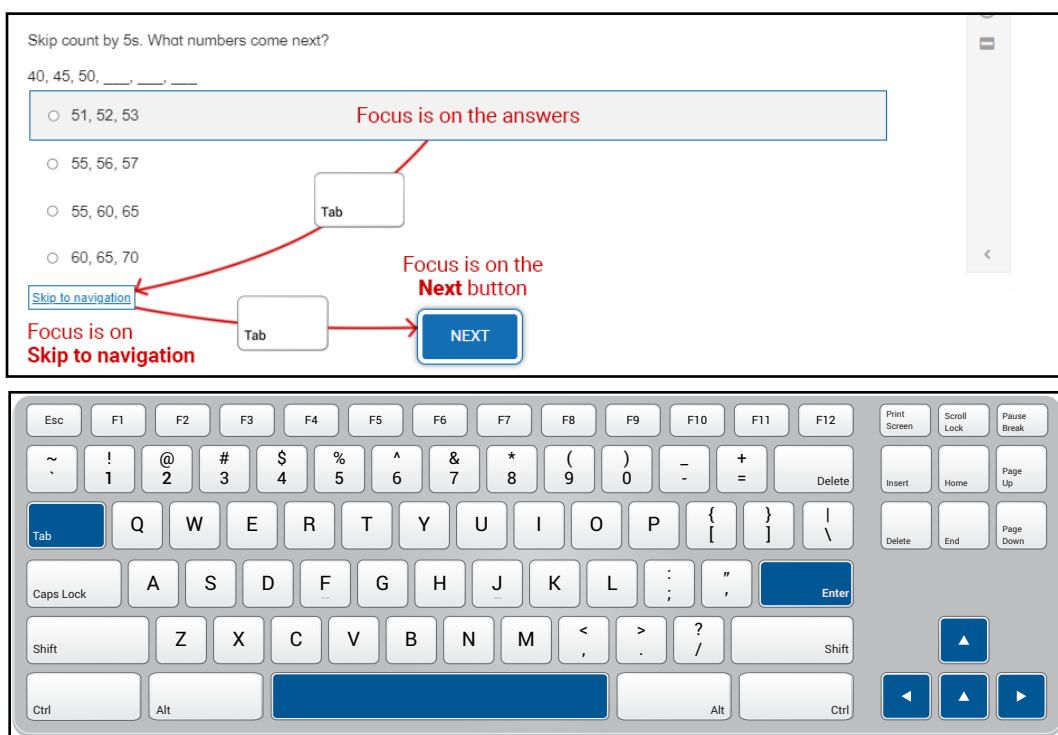 Skip count by 5s. What numbers come next?
40, 45, 50, ___, ___, ___
51, 52, 53
Focus is on the answers
55, 56, 57
Tab
55, 60, 65
60, 65, 70
Focus is on the
Next button
Skip to navigation
Tab
NEXT
Focus is on
Skip to navigation
Esc F1 F2 F3 F4 F5 F6 F7 F8 F9 F10 F11 F12 Print Screen Scroll Lock Pause Break
~ ! @ # $ % ^ & * ( ) _ +
` 1 2 3 4 5 6 7 8 9 0 - = Delete Insert Home Page Up
Tab Q W E R T Y U I O P { [ } ] | \ Delete End Page Down
Caps Lock A S D F G H J K L : ; " ' Enter
Shift Z X C V B N M < , > . ? / Shift
Ctrl Alt Alt Ctrl